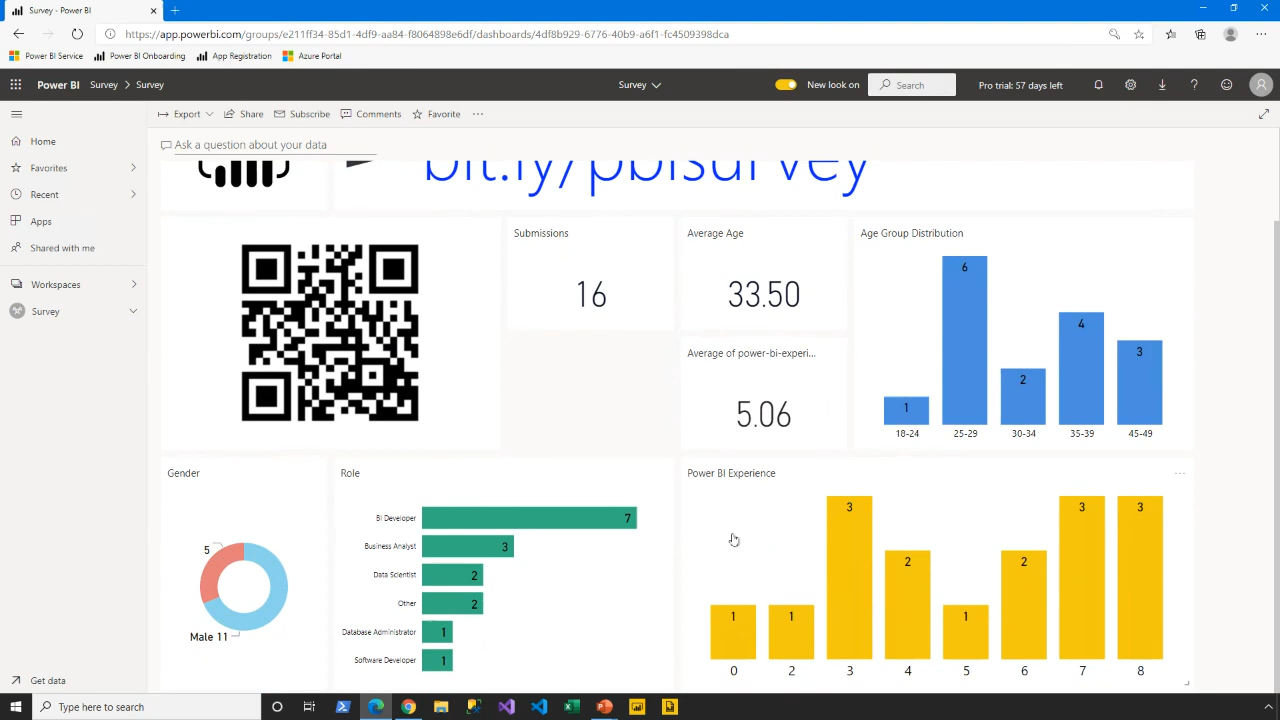 Survey - Power BI
https://app.powerbi.com/groups/e211ff34-85d1-4df9-aa84-f8064898e6df/dashboards/4df8b929-6776-40b9-a6f1-fc4509398dca
Power BI Service
Power BI Onboarding
App Registration
Azure Portal
Power BI
Survey
Survey
Survey
New look on
Search
Pro trial: 57 days left
Export
Share
Subscribe
Comments
Favorite
Ask a question about your data
Home
Favorites
Recent
Apps
Shared with me
Workspaces
Survey
Get data
bit.ly/pbisurvey
Submissions
16
Average Age
33.50
Average of power-bi-experi...
5.06
Age Group Distribution
1
6
2
4
3
18-24
25-29
30-34
35-39
45-49
Gender
5
Male 11
Role
BI Developer
7
Business Analyst
3
Data Scientist
2
Other
2
Database Administrator
1
Software Developer
1
Power BI Experience
1
1
3
2
1
2
3
3
0
2
3
4
5
6
7
8
Type here to search